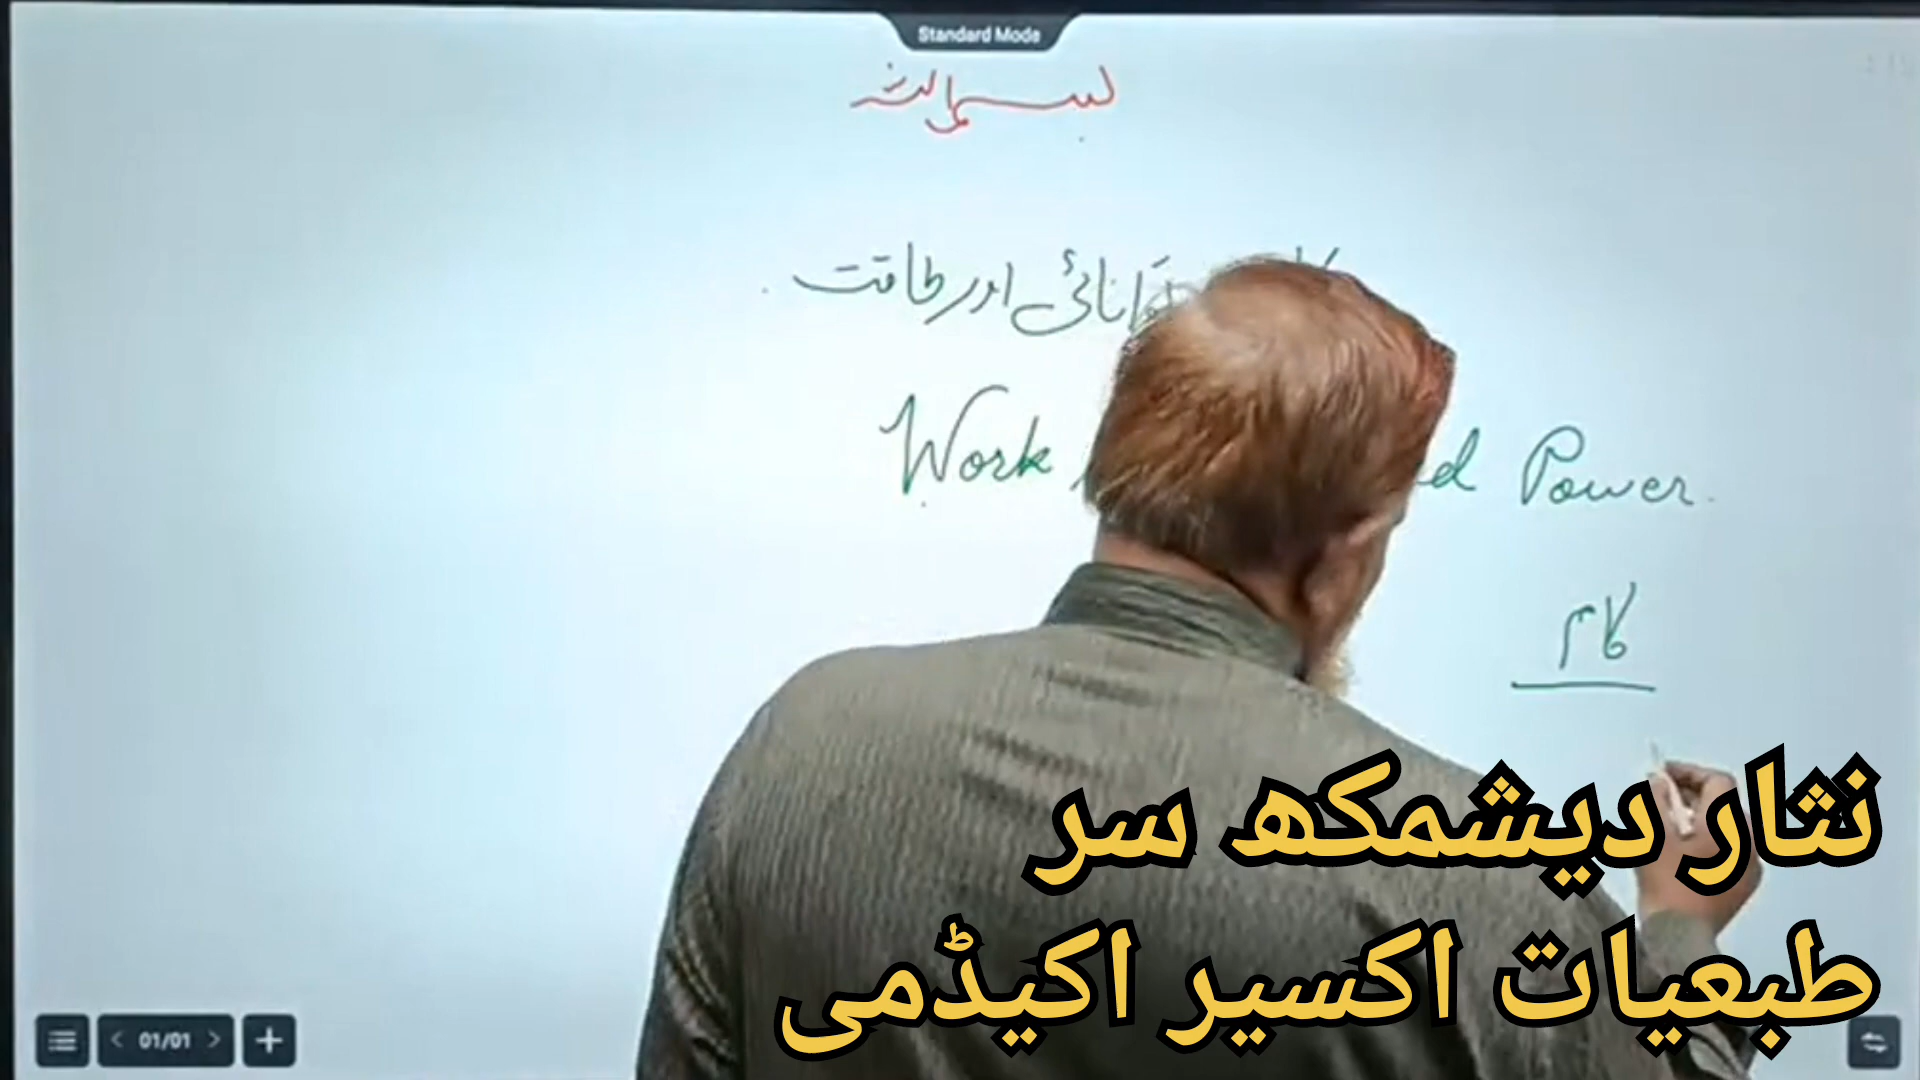 Standard Mode
بسم اللہ
توانائی اور طاقت
Work
Power.
کام
نثار دیشمکھ سر
طبعیات اکسیر اکیڈمی
01/01